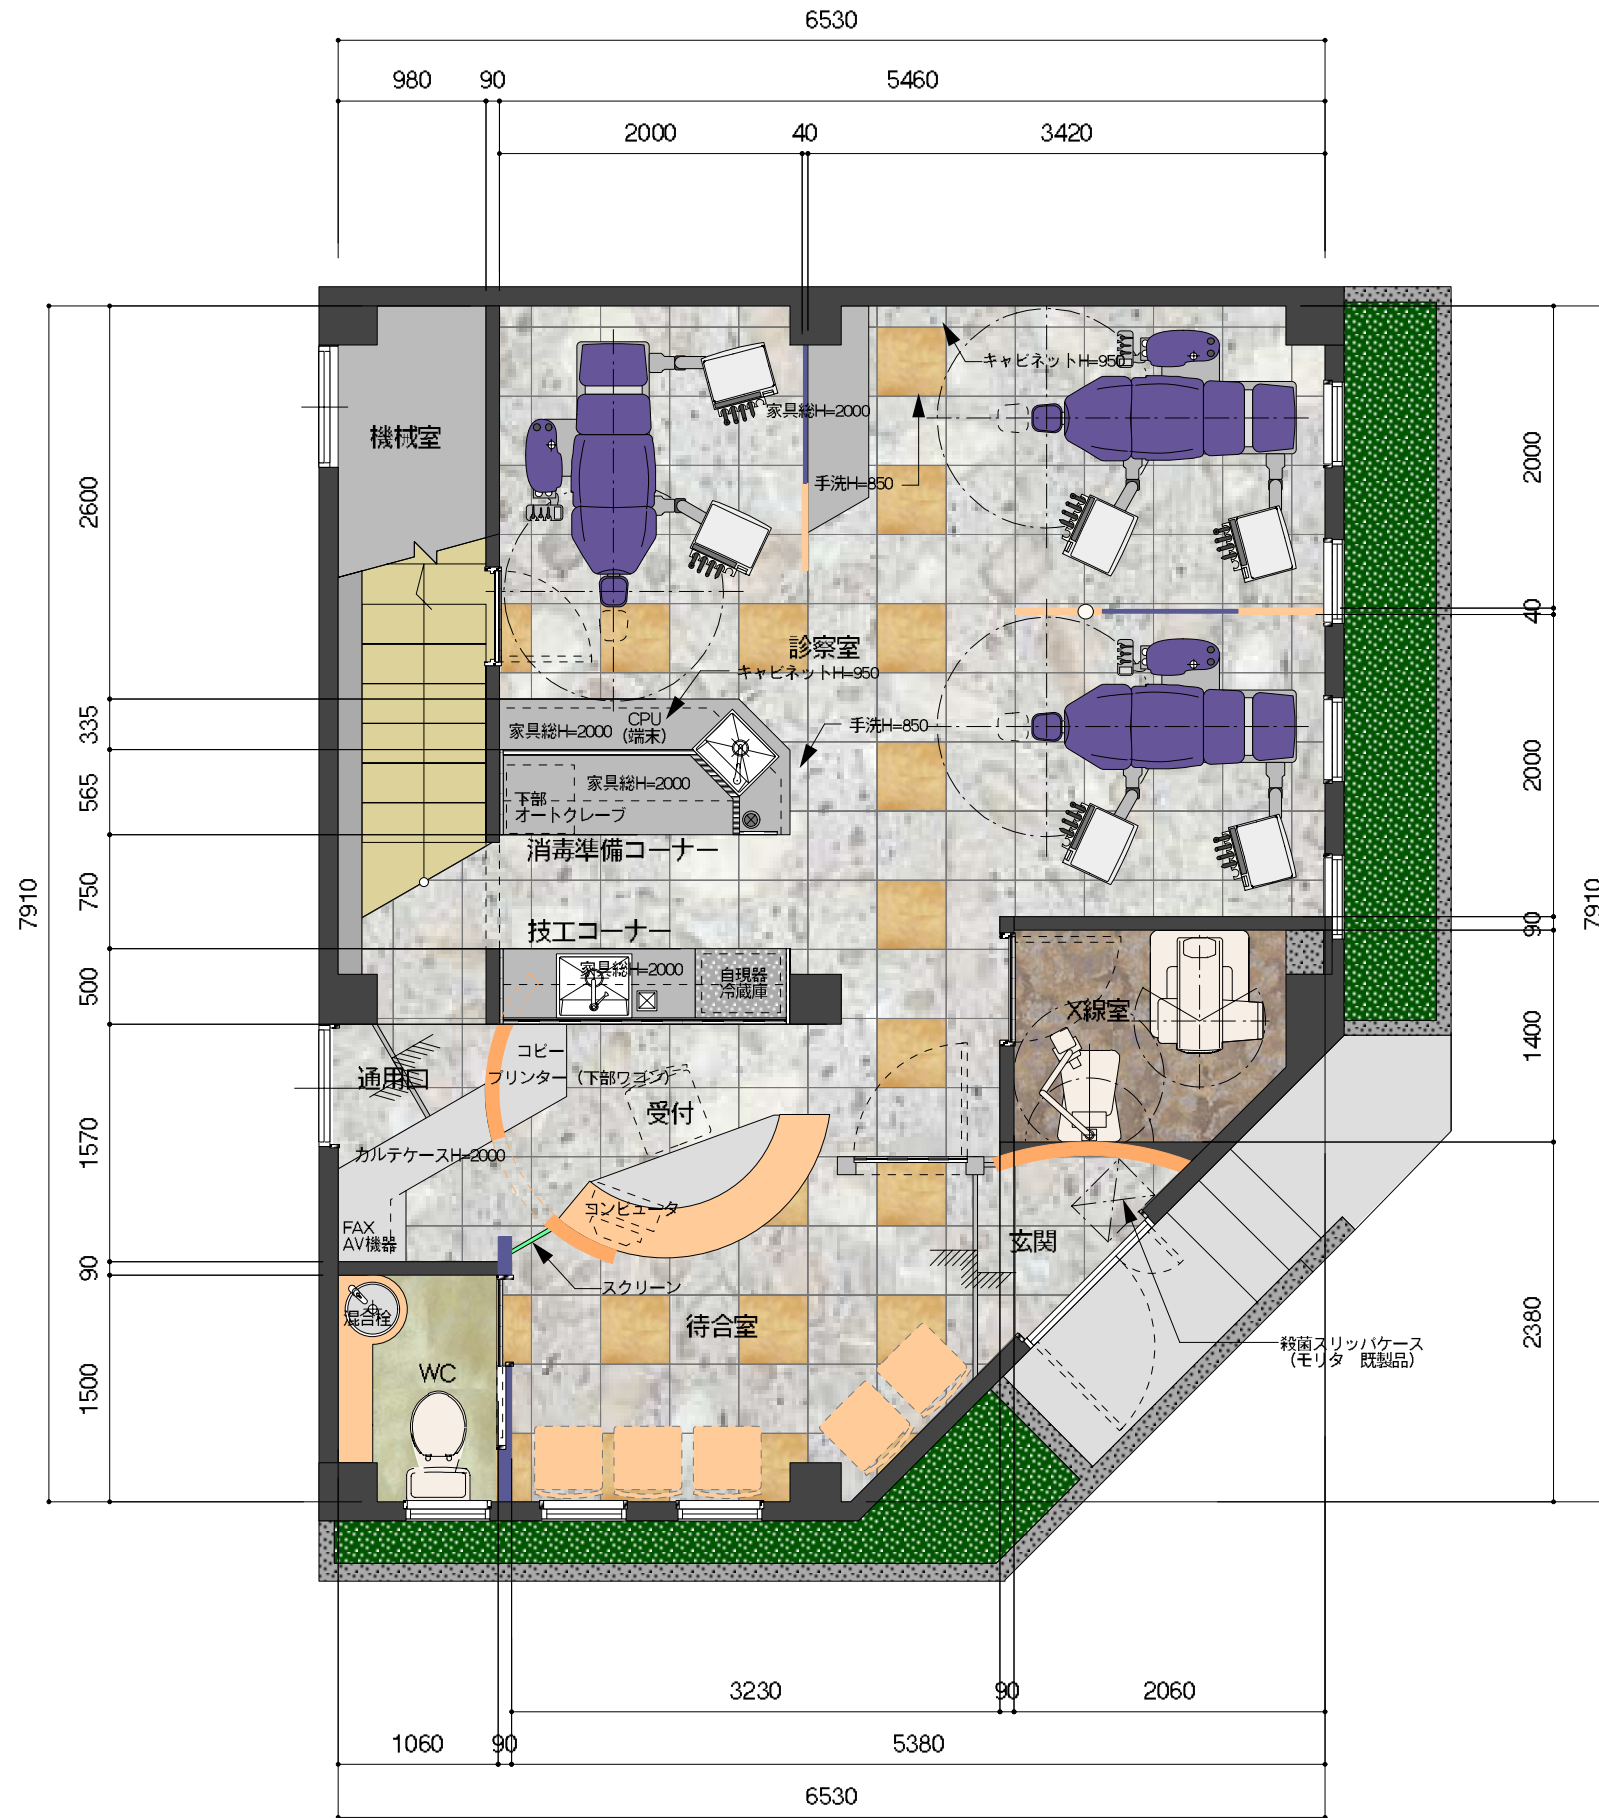 6530
980
90
5460
2000
40
3420
キャビネットH=950
家具総H=2000
機械室
手洗H=850
2600
2000
40
診察室
キャビネットH=950
335
家具総H=2000
CPU
(端末)
手洗H=850
565
家具総H=2000
下部
オートクレーブ
2000
消毒準備コーナー
750
7910
7910
90
技工コーナー
500
家具総H=2000
自現器
冷蔵庫
X線室
1400
コピー
プリンター（下部ワゴン）
通用口
受付
1570
カルテケースH=2000
コンピュータ
FAX
AV機器
玄関
90
スクリーン
混合栓
待合室
2380
殺菌スリッパケース
(モリタ 既製品)
WC
1500
3230
90
2060
1060
90
5380
6530